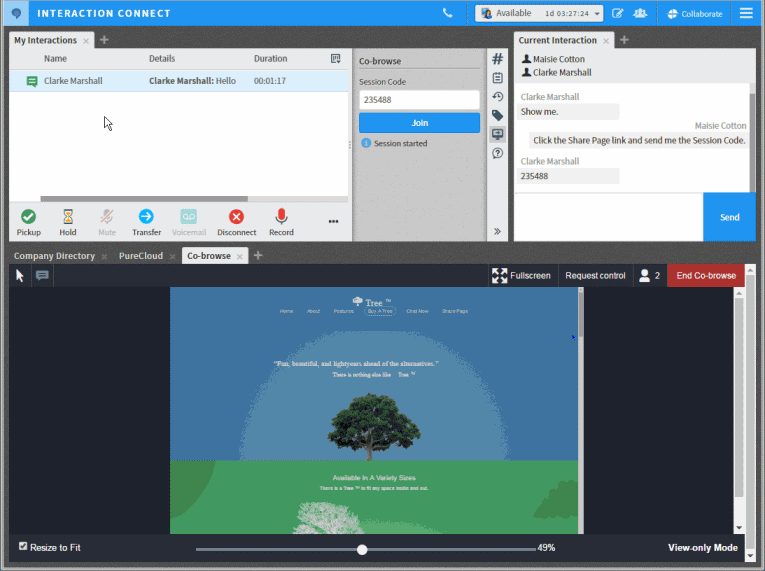 INTERACTION CONNECT
Available 1d 03:27:24
Collaborate
My Interactions
Name Details Duration
Clarke Marshall Clarke Marshall: Hello 00:01:17
Pickup Hold Mute Transfer Voicemail Disconnect Record
Co-browse
Session Code
235488
Join
Session started
Current Interaction
Maisie Cotton
Clarke Marshall
Clarke Marshall
Show me.
Maisie Cotton
Click the Share Page link and send me the Session Code.
Clarke Marshall
235488
Send
Company Directory PureCloud Co-browse
Fullscreen Request control 2 End Co-browse
Tree ™
Home About Features Buy A Tree Chat Now Share Page
"Fun, beautiful, and lightyears ahead of the alternatives."
There is nothing else like Tree ™
Available In A Variety Sizes
There is a Tree ™ to fit any space inside and out.
Resize to Fit 49% View-only Mode